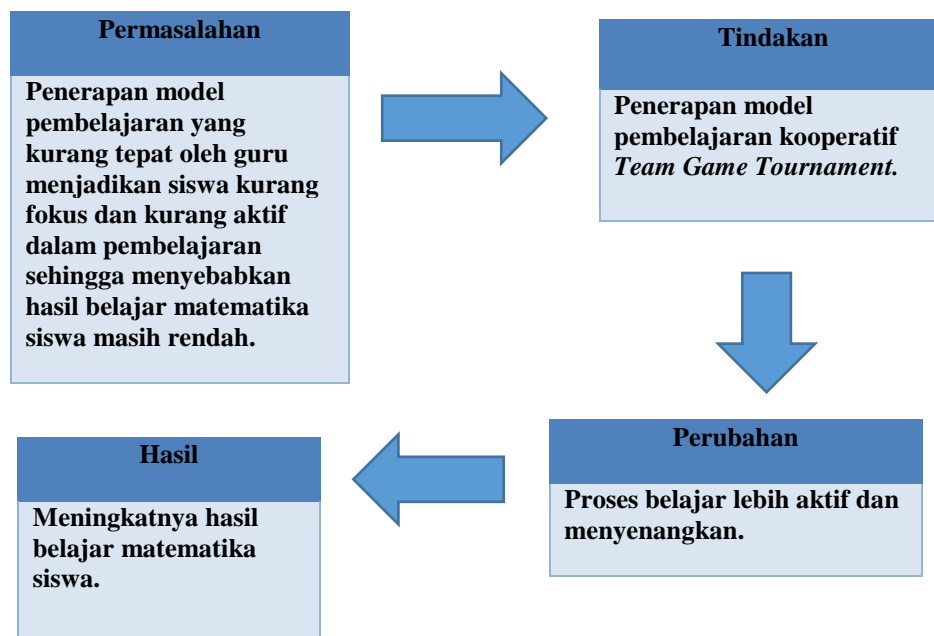 Permasalahan
Penerapan model
pembelajaran yang
kurang tepat oleh guru
menjadikan siswa kurang
fokus dan kurang aktif
dalam pembelajaran
sehingga menyebabkan
hasil belajar matematika
siswa masih rendah.
Tindakan
Penerapan model
pembelajaran kooperatif
Team Game Tournament.
Perubahan
Proses belajar lebih aktif dan
menyenangkan.
Hasil
Meningkatnya hasil
belajar matematika
siswa.